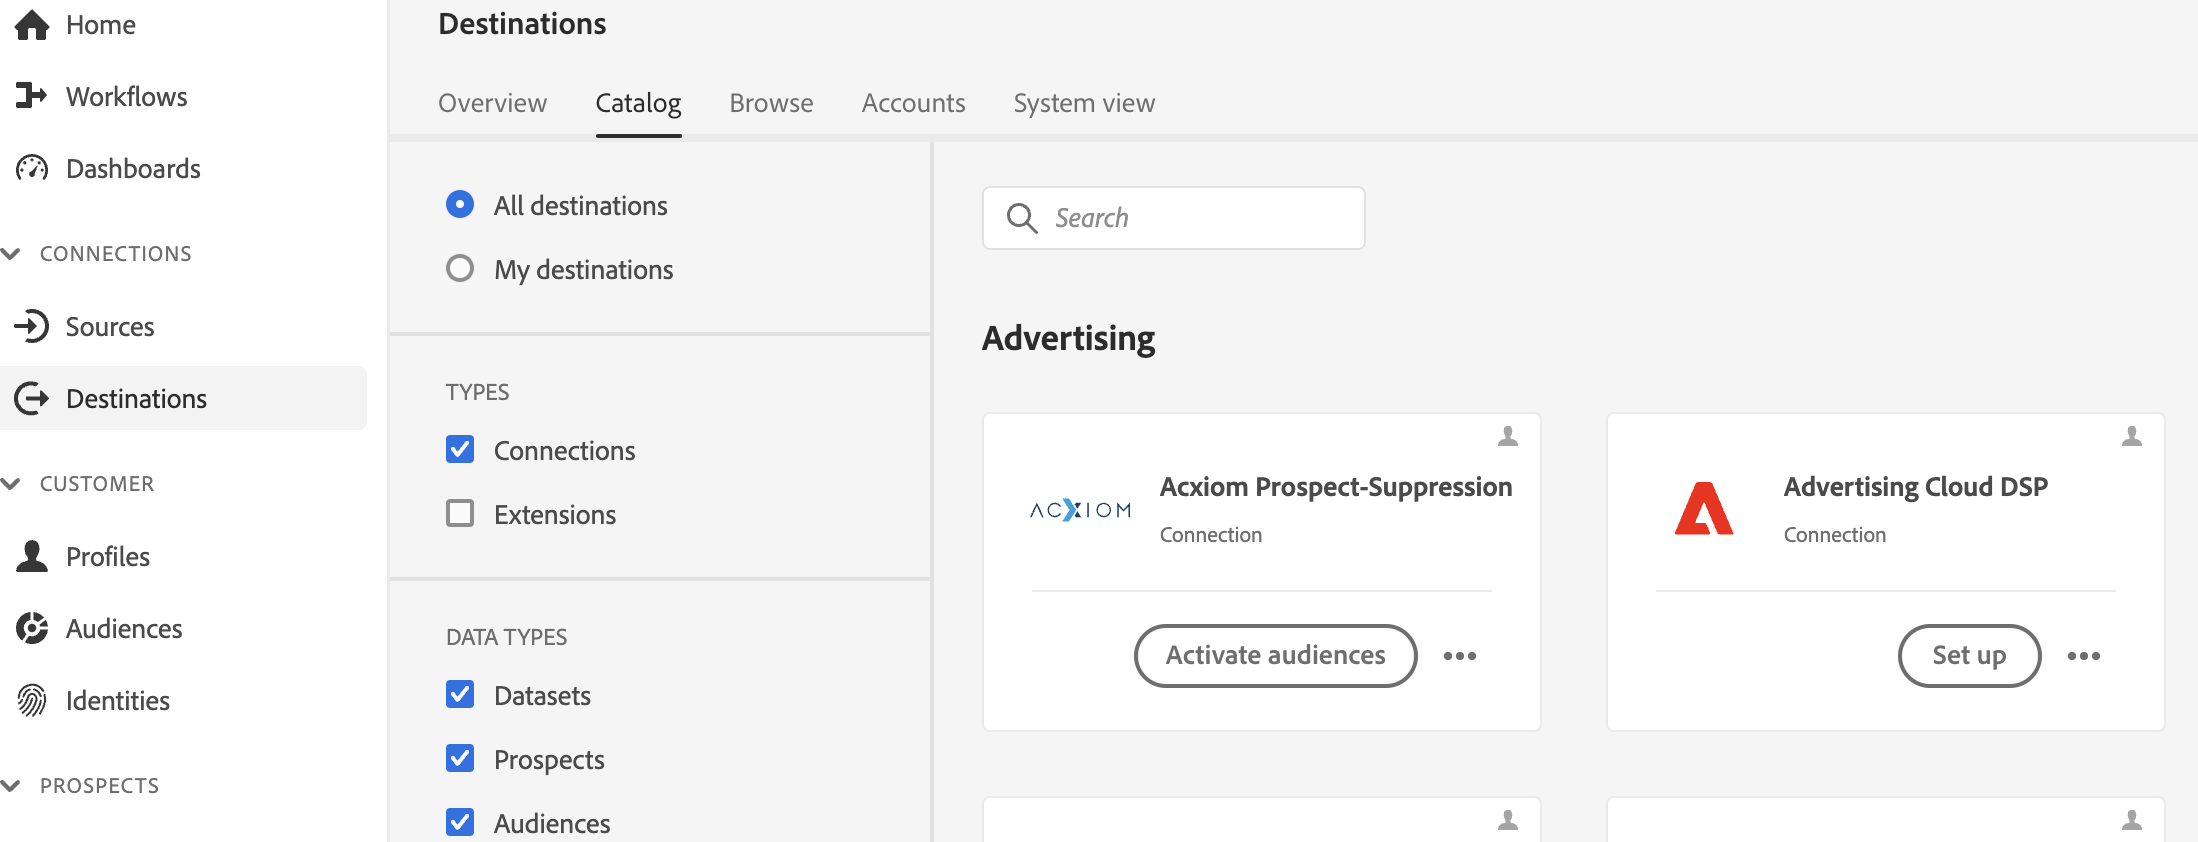 Home
Workflows
Dashboards
CONNECTIONS
Sources
Destinations
CUSTOMER
Profiles
Audiences
Identities
PROSPECTS
Destinations
Overview
Catalog
Browse
Accounts
System view
All destinations
My destinations
TYPES
Connections
Extensions
DATA TYPES
Datasets
Prospects
Audiences
Search
Advertising
ACXIOM
Acxiom Prospect-Suppression
Connection
Activate audiences
Advertising Cloud DSP
Connection
Set up